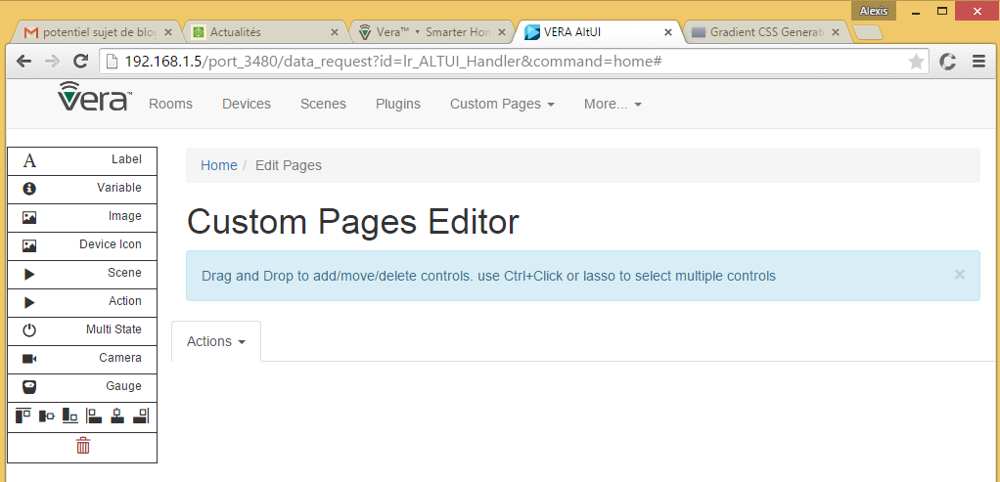 Alexis
potentiel sujet de blog
Actualités
Vera™ • Smarter Hom
VERA AltUI
Gradient CSS Generat
192.168.1.5/port_3480/data_request?id=lr_ALTUI_Handler&command=home#
vera™
Rooms Devices Scenes Plugins Custom Pages More...
A Label
Variable
Image
Device Icon
Scene
Action
Multi State
Camera
Gauge
Home / Edit Pages
Custom Pages Editor
Drag and Drop to add/move/delete controls. use Ctrl+Click or lasso to select multiple controls ×
Actions